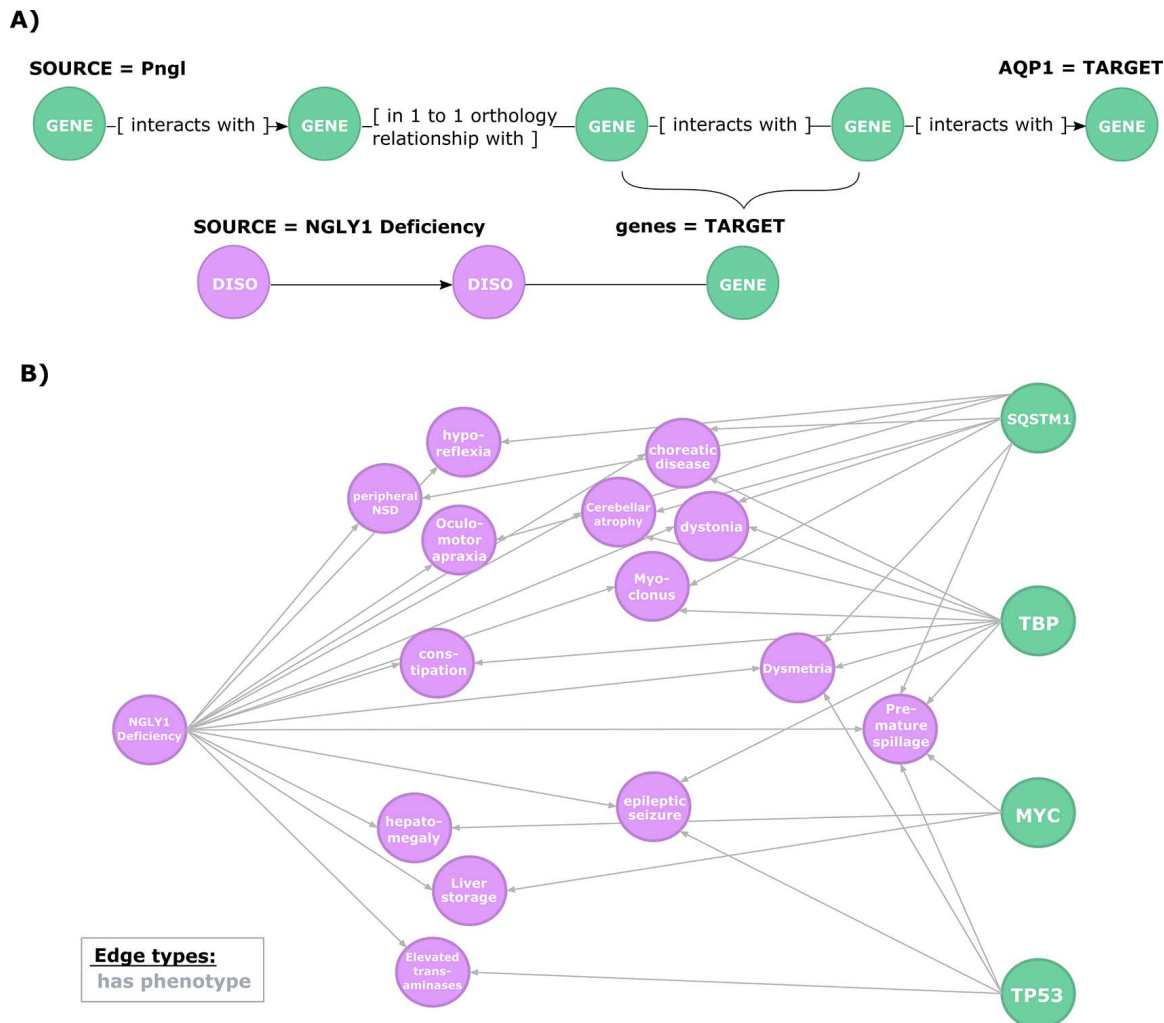 A)
SOURCE = Pngl
AQP1 = TARGET
GENE
[ interacts with ]
GENE
[ in 1 to 1 orthology
relationship with ]
GENE
[ interacts with ]
GENE
[ interacts with ]
GENE
SOURCE = NGLY1 Deficiency
genes = TARGET
DISO
DISO
GENE
B)
SQSTM1
hypo-
reflexia
choreatic
disease
peripheral
NSD
Oculo-
motor
apraxia
Cerebellar
atrophy
dystonia
Myo-
clonus
TBP
cons-
tipation
Dysmetria
NGLY1
Deficiency
Pre-
mature
spillage
epileptic
seizure
MYC
hepato-
megaly
Liver
storage
Elevated
trans-
aminases
TP53
Edge types:
has phenotype